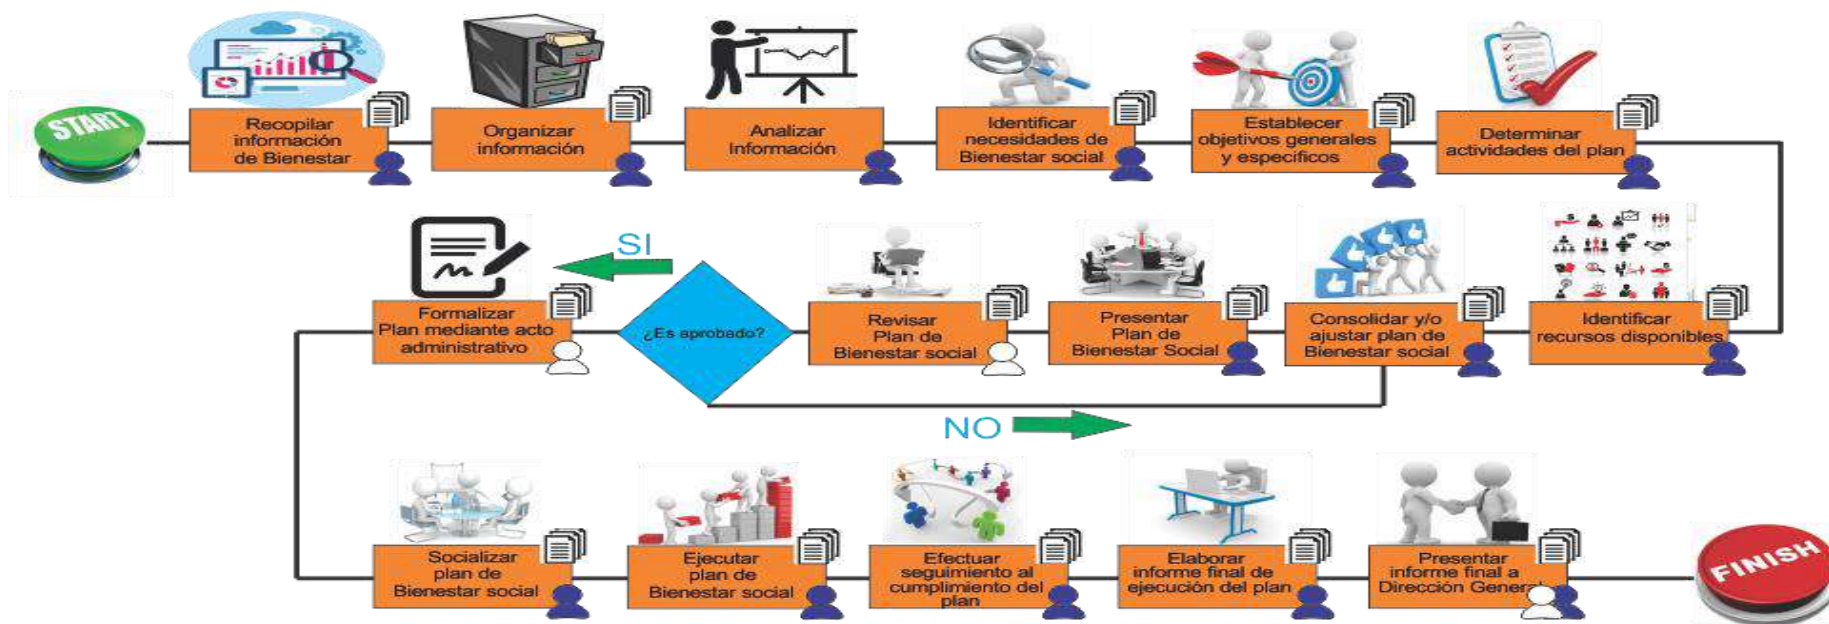 START
Recopilar
información
de Bienestar
Organizar
información
Analizar
Información
Identificar
necesidades de
Bienestar social
Establecer
objetivos generales
y especificos
Determinar
actividades del plan
Identificar
recursos disponibles
Consolidar y/o
ajustar plan de
Bienestar social
Presentar
Plan de
Bienestar Social
Revisar
Plan de
Bienestar social
¿Es aprobado?
SI
NO
Formalizar
Plan mediante acto
administrativo
Socializar
plan de
Bienestar social
Ejecutar
plan de
Bienestar social
Efectuar
seguimiento al
cumplimiento del
plan
Elaborar
informe final de
ejecución del plan
Presentar
informe final a
Dirección General
FINISH